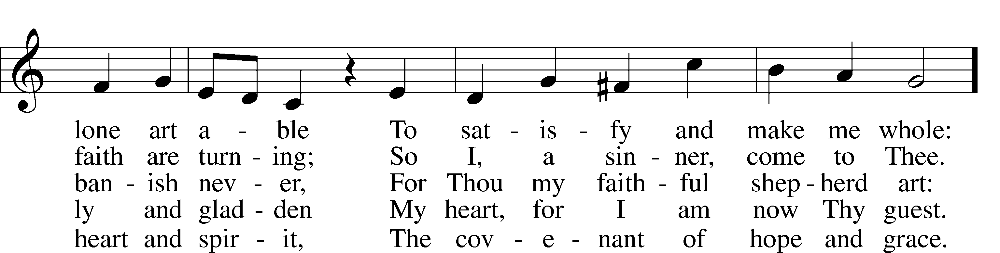 lone art a - ble To sat - is - fy and make me whole:
faith are turn - ing; So I, a sin - ner, come to Thee.
ban - ish nev - er, For Thou my faith - ful shep - herd art:
ly and glad - den My heart, for I am now Thy guest.
heart and spir - it, The cov - e - nant of hope and grace.